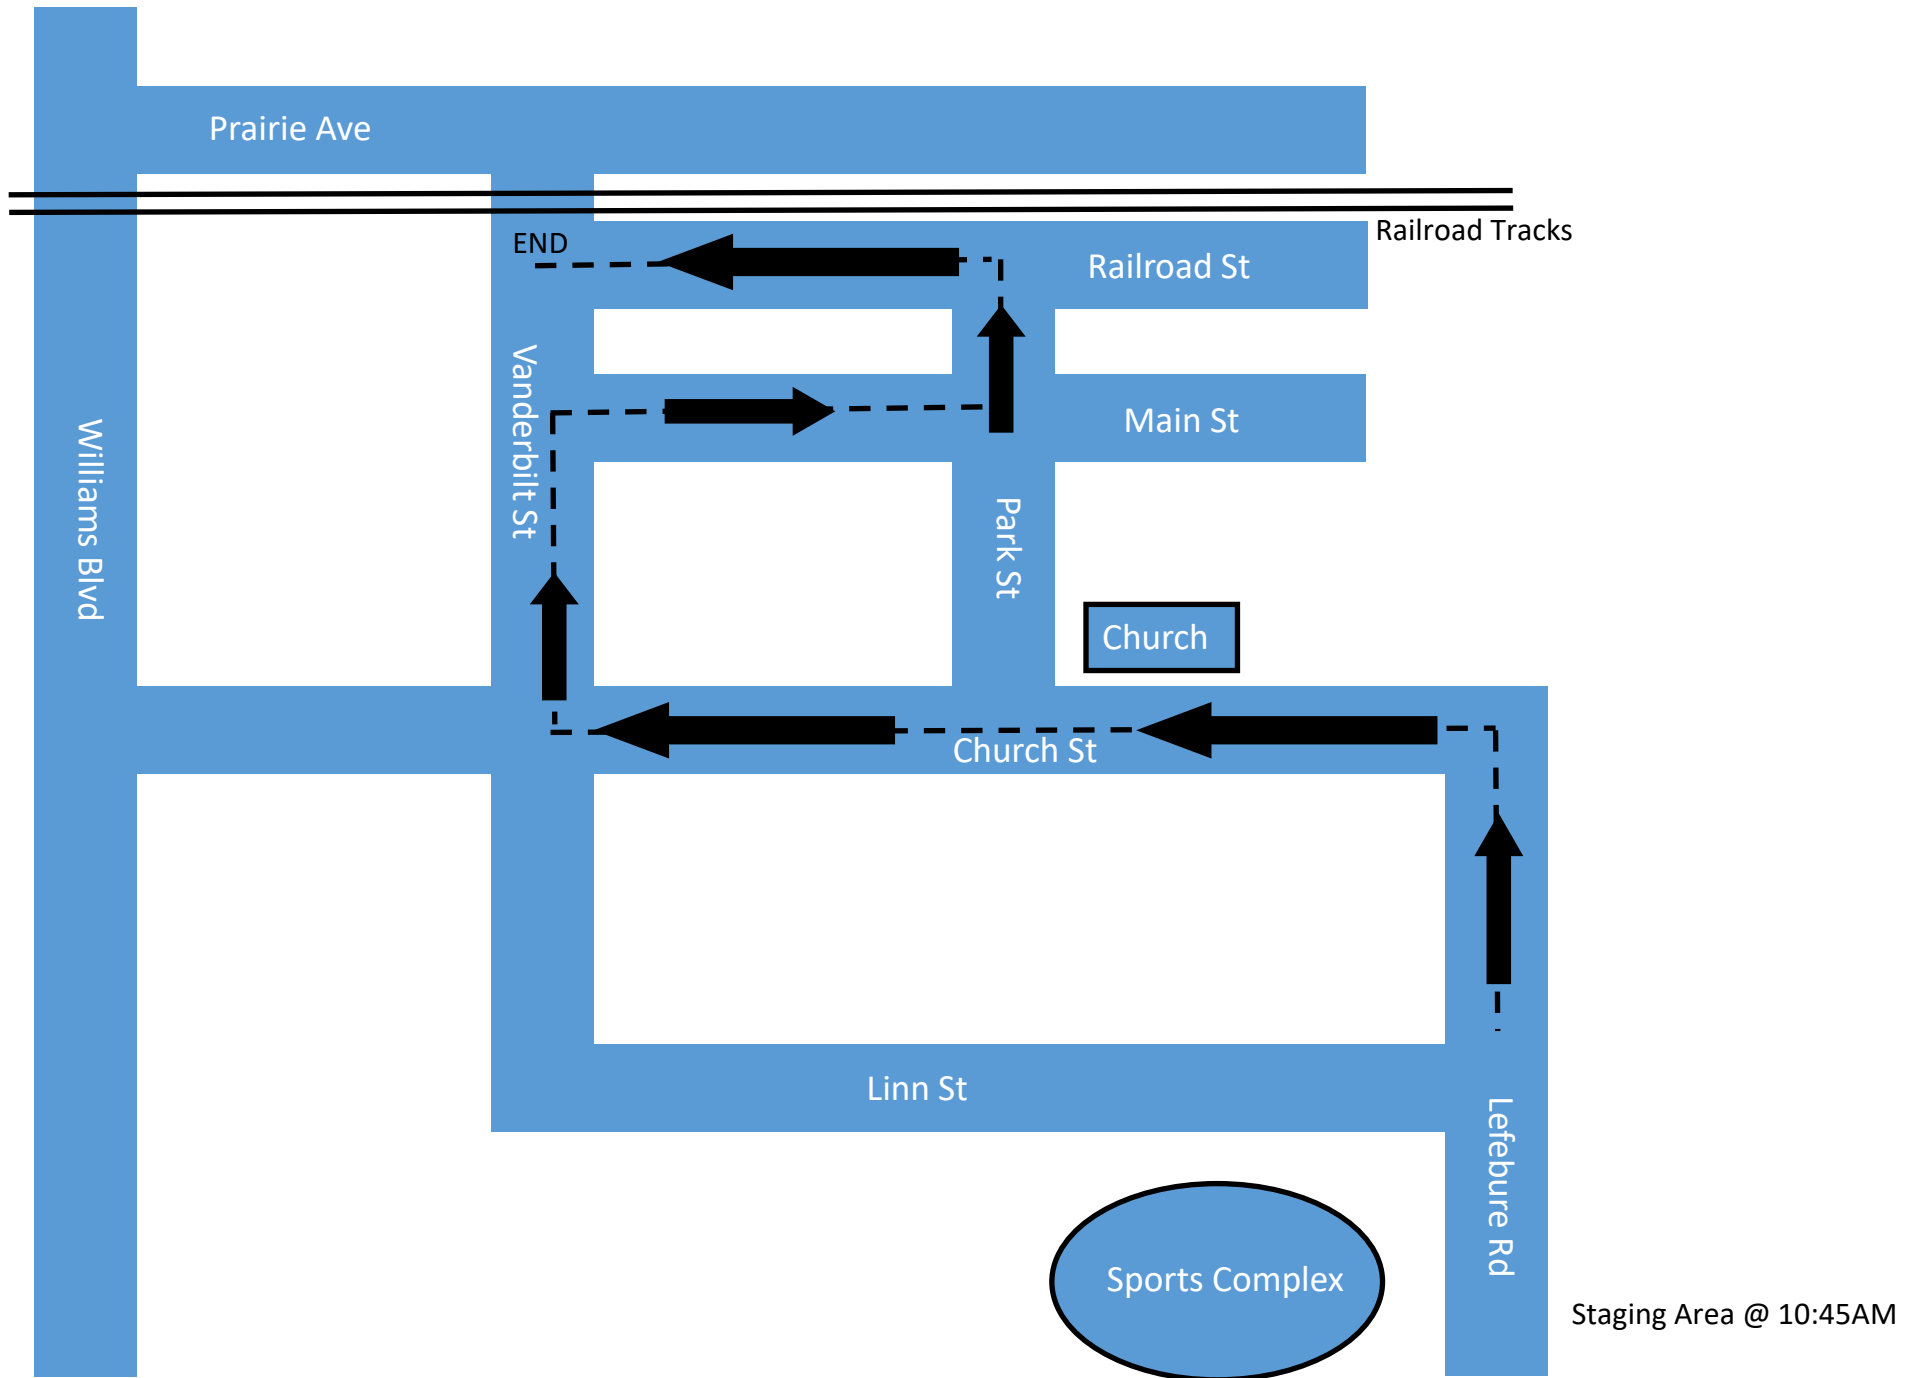 Prairie Ave
Railroad Tracks
END
Railroad St
Vanderbilt St
Main St
Williams Blvd
Park St
Church
Church St
Linn St
Lefebure Rd
Sports Complex
Staging Area @ 10:45AM